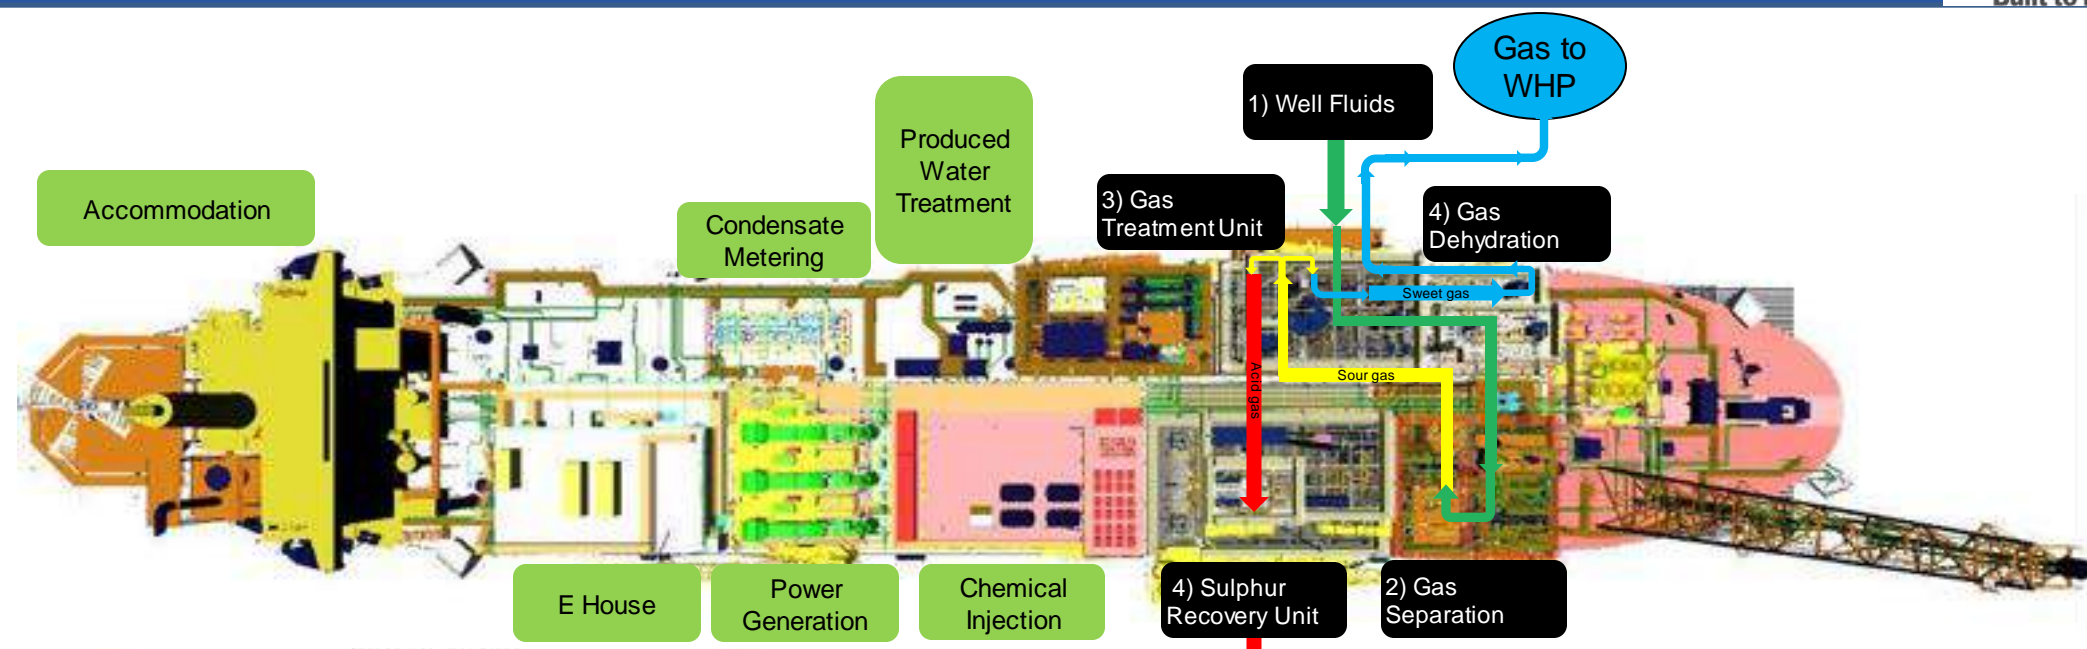 Gas to
WHP
1) Well Fluids
Produced
Water
Treatment
Accommodation
3) Gas
Treatment Unit
4) Gas
Dehydration
Condensate
Metering
Sweet gas
Sour gas
Acid gas
E House
Power
Generation
Chemical
Injection
4) Sulphur
Recovery Unit
2) Gas
Separation